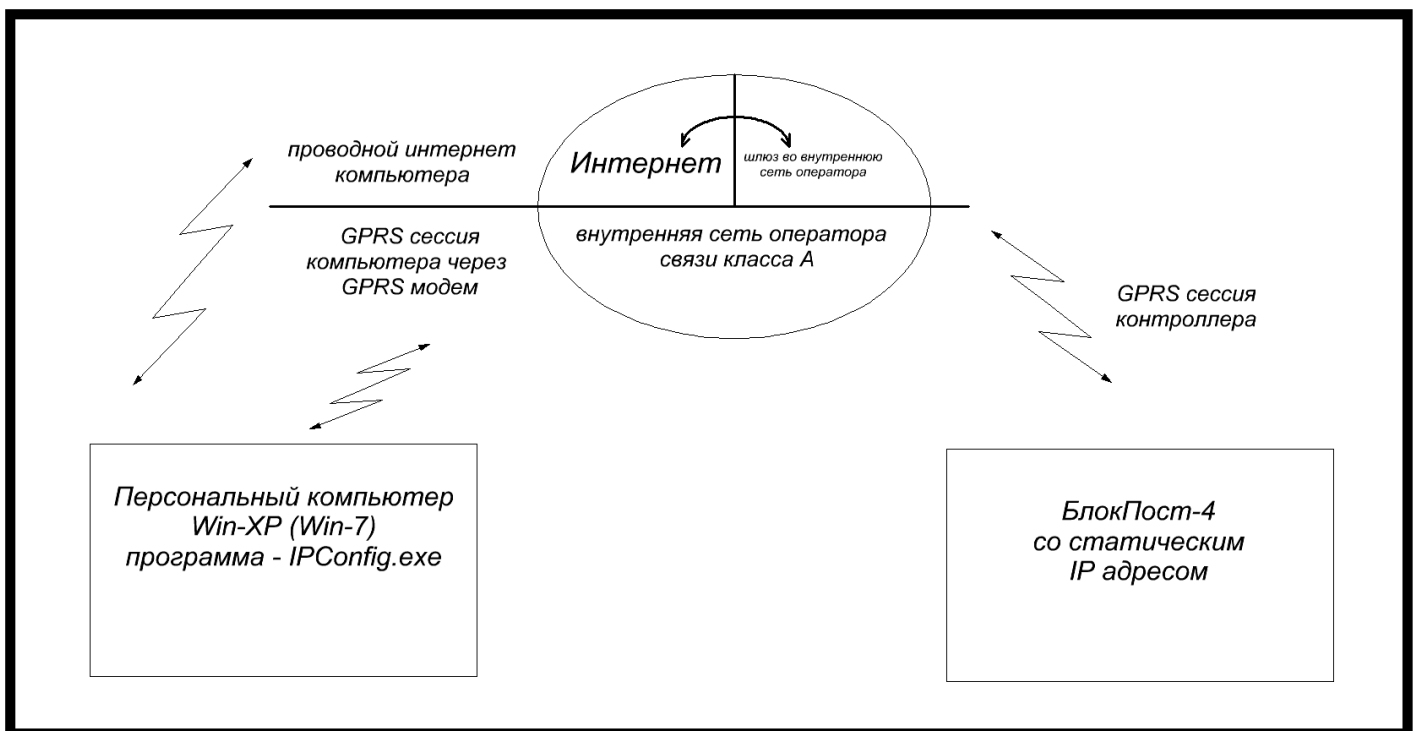 проводной интернет
компьютера
Интернет
шлюз во внутреннюю
сеть оператора
GPRS сессия
компьютера через
GPRS модем
внутренняя сеть оператора
связи класса А
GPRS сессия
контроллера
Персональный компьютер
Win-XP (Win-7)
программа - IPConfig.exe
БлокПост-4
со статическим
IP адресом